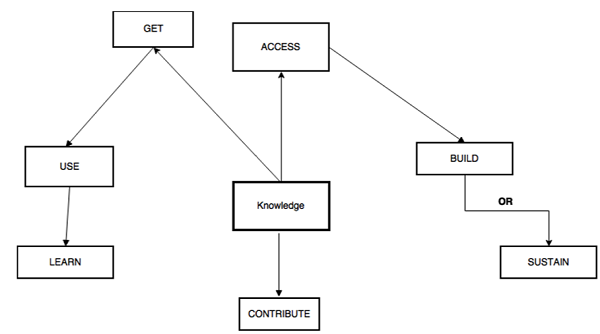 GET
ACCESS
USE
BUILD
Knowledge
OR
LEARN
SUSTAIN
CONTRIBUTE